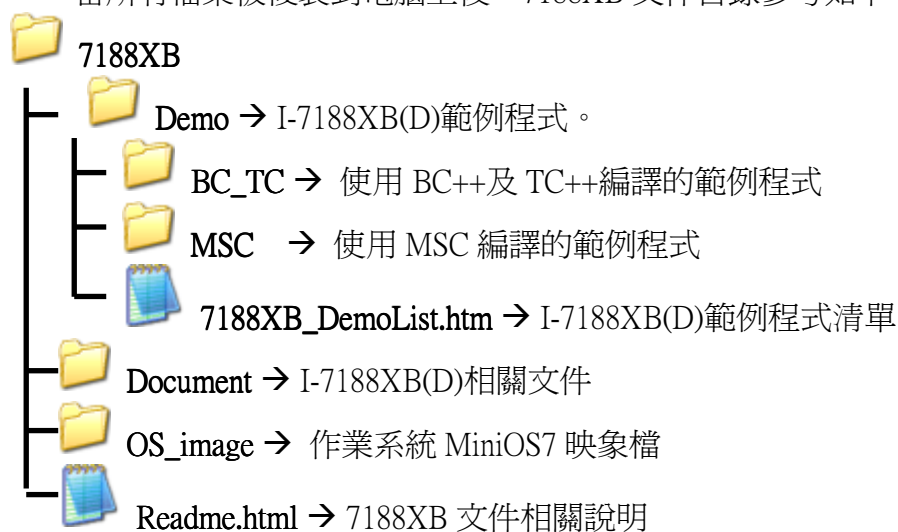 7188XB
Demo → I-7188XB(D)範例程式。
BC_TC → 使用 BC++及 TC++編譯的範例程式
MSC → 使用 MSC 編譯的範例程式
7188XB_DemoList.htm → I-7188XB(D)範例程式清單
Document → I-7188XB(D)相關文件
OS_image → 作業系統 MiniOS7 映象檔
Readme.html → 7188XB 文件相關說明